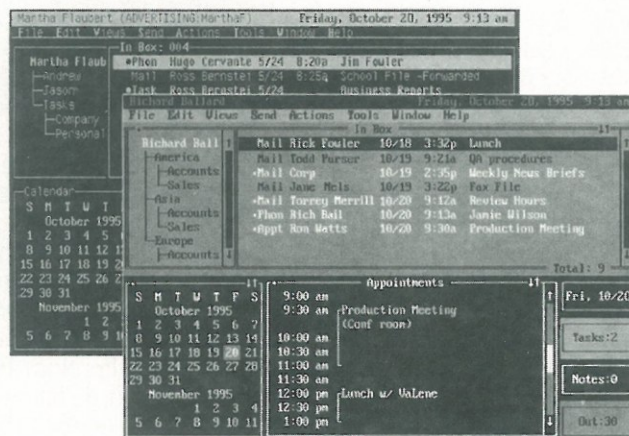 Martha Flaubert (ADVERTISING:MarthaF) Friday, October 20, 1995 9:13 am
File Edit Views Send Actions Tools Window Help
In Box: 004
Martha Flaub
Andrew
Jason
Tasks
Company
Personal
•Phon Hugo Cervante 5/24 8:20a Jim Fowler
Mail Ross Bernstei 5/24 8:25a School File -Forwarded
•Task Ross Bernstei 5/24 Business Reports
Calendar
S M T W T
October 1995
1 2 3 4 5
8 9 10 11 12 1
15 16 17 18 19 2
22 23 24 25 26 2
29 30 31
November 1995
1 2
5 6 7 8 9 1
Richard Ballard Friday, October 20, 1995 9:13 am
File Edit Views Send Actions Tools Window Help
In Box
Richard Ball
America
Accounts
Sales
Asia
Accounts
Sales
Europe
Accounts
Mail Rick Fowler 10/18 3:32p Lunch
Mail Todd Purser 10/19 9:21a QA procedures
•Mail Corp 10/19 2:35p Weekly News Briefs
Mail Jane Mels 10/19 3:22p Fax File
•Mail Torrey Merrill 10/20 9:12a Review Hours
•Phon Rich Bail 10/20 9:13a Janie Wilson
•Appt Ron Watts 10/20 9:30a Production Meeting
Total: 9
S M T W T F S
October 1995
1 2 3 4 5 6 7
8 9 10 11 12 13 14
15 16 17 18 19 20 21
22 23 24 25 26 27 28
29 30 31
November 1995
1 2 3 4
5 6 7 8 9 10 11
Appointments
9:00 am
9:30 am Production Meeting
(Conf room)
10:00 am
10:30 am
11:00 am
11:30 am
12:00 pm Lunch w/ VaLene
12:30 pm
1:00 pm
Fri, 10/20
Tasks:2
Notes:0
Out:30